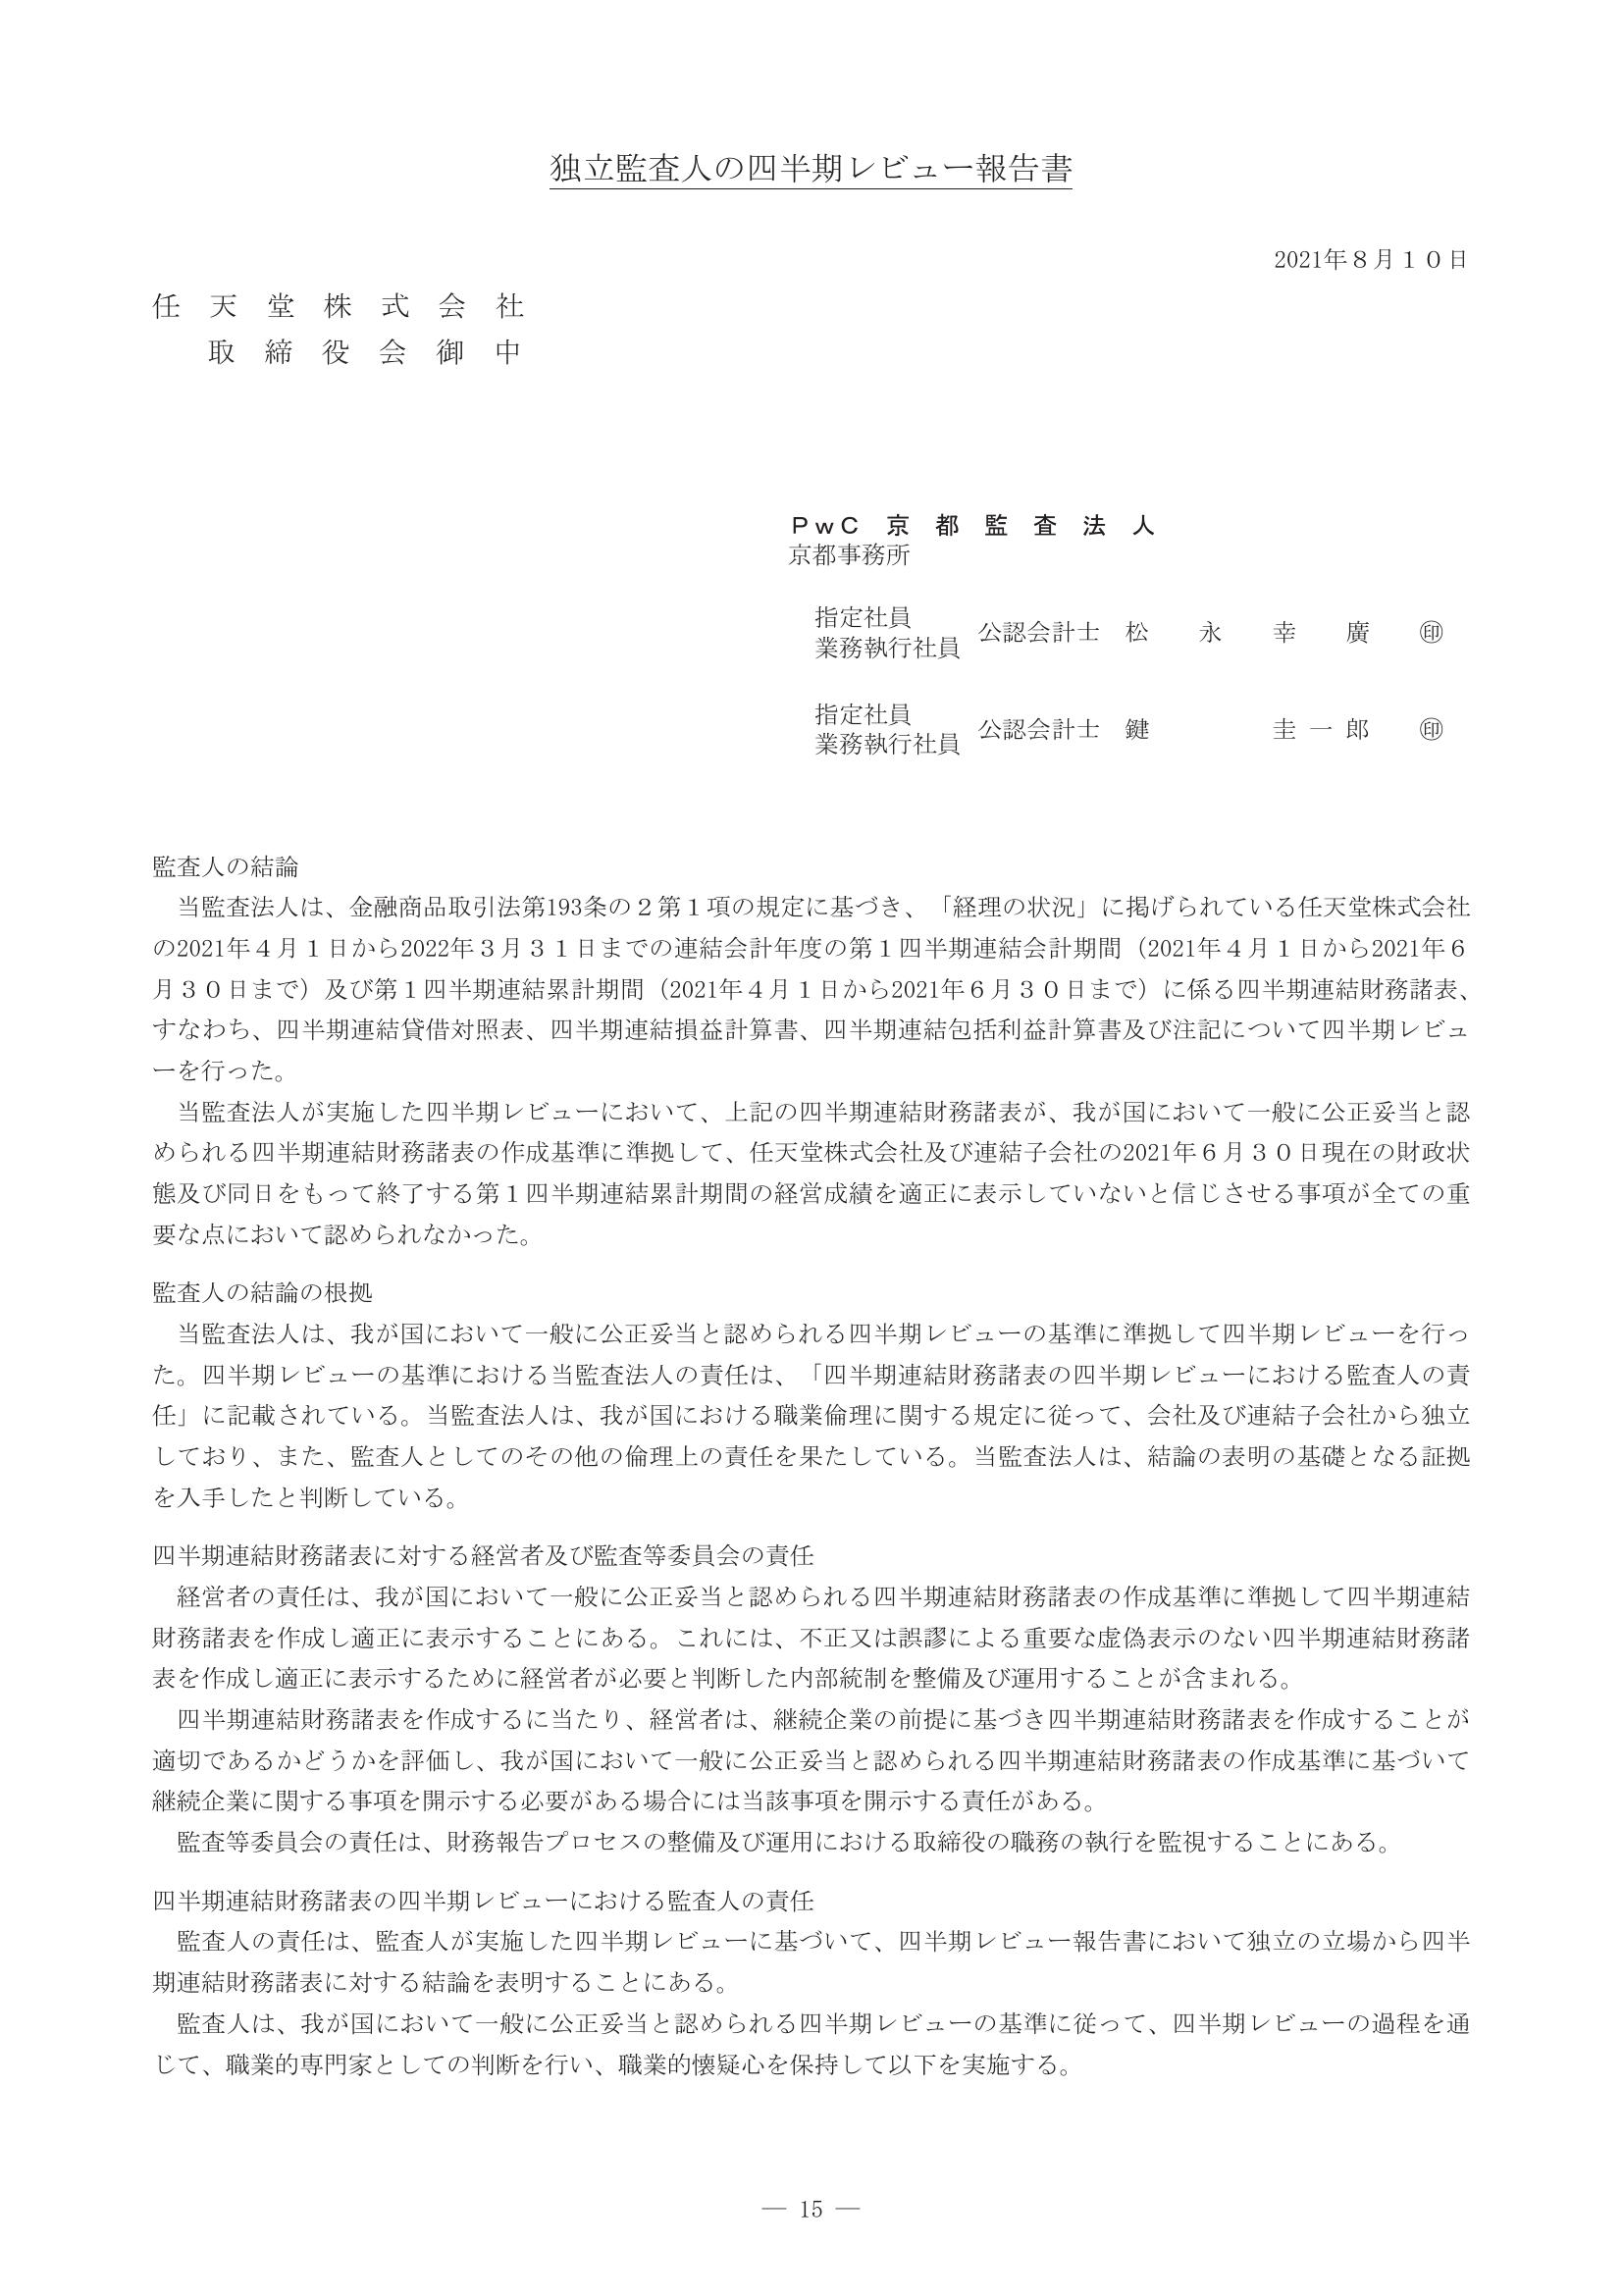 独立監査人の四半期レビュー報告書
2021年８月１０日
任天堂株式会社
取締役会御中
ＰｗＣ京都監査法人
京都事務所
指定社員
業務執行社員
公認会計士 松永幸廣 ㊞
指定社員
業務執行社員
公認会計士 鍵圭一郎 ㊞
監査人の結論
　当監査法人は、金融商品取引法第193条の２第１項の規定に基づき、「経理の状況」に掲げられている任天堂株式会社
の2021年４月１日から2022年３月３１日までの連結会計年度の第１四半期連結会計期間（2021年４月１日から2021年６
月３０日まで）及び第１四半期連結累計期間（2021年４月１日から2021年６月３０日まで）に係る四半期連結財務諸表、
すなわち、四半期連結貸借対照表、四半期連結損益計算書、四半期連結包括利益計算書及び注記について四半期レビュ
ーを行った。
　当監査法人が実施した四半期レビューにおいて、上記の四半期連結財務諸表が、我が国において一般に公正妥当と認
められる四半期連結財務諸表の作成基準に準拠して、任天堂株式会社及び連結子会社の2021年６月３０日現在の財政状
態及び同日をもって終了する第１四半期連結累計期間の経営成績を適正に表示していないと信じさせる事項が全ての重
要な点において認められなかった。
監査人の結論の根拠
　当監査法人は、我が国において一般に公正妥当と認められる四半期レビューの基準に準拠して四半期レビューを行っ
た。四半期レビューの基準における当監査法人の責任は、「四半期連結財務諸表の四半期レビューにおける監査人の責
任」に記載されている。当監査法人は、我が国における職業倫理に関する規定に従って、会社及び連結子会社から独立
しており、また、監査人としてのその他の倫理上の責任を果たしている。当監査法人は、結論の表明の基礎となる証拠
を入手したと判断している。
四半期連結財務諸表に対する経営者及び監査等委員会の責任
　経営者の責任は、我が国において一般に公正妥当と認められる四半期連結財務諸表の作成基準に準拠して四半期連結
財務諸表を作成し適正に表示することにある。これには、不正又は誤謬による重要な虚偽表示のない四半期連結財務諸
表を作成し適正に表示するために経営者が必要と判断した内部統制を整備及び運用することが含まれる。
　四半期連結財務諸表を作成するに当たり、経営者は、継続企業の前提に基づき四半期連結財務諸表を作成することが
適切であるかどうかを評価し、我が国において一般に公正妥当と認められる四半期連結財務諸表の作成基準に基づいて
継続企業に関する事項を開示する必要がある場合には当該事項を開示する責任がある。
　監査等委員会の責任は、財務報告プロセスの整備及び運用における取締役の職務の執行を監視することにある。
四半期連結財務諸表の四半期レビューにおける監査人の責任
　監査人の責任は、監査人が実施した四半期レビューに基づいて、四半期レビュー報告書において独立の立場から四半
期連結財務諸表に対する結論を表明することにある。
　監査人は、我が国において一般に公正妥当と認められる四半期レビューの基準に従って、四半期レビューの過程を通
じて、職業的専門家としての判断を行い、職業的懐疑心を保持して以下を実施する。
― 15 ―